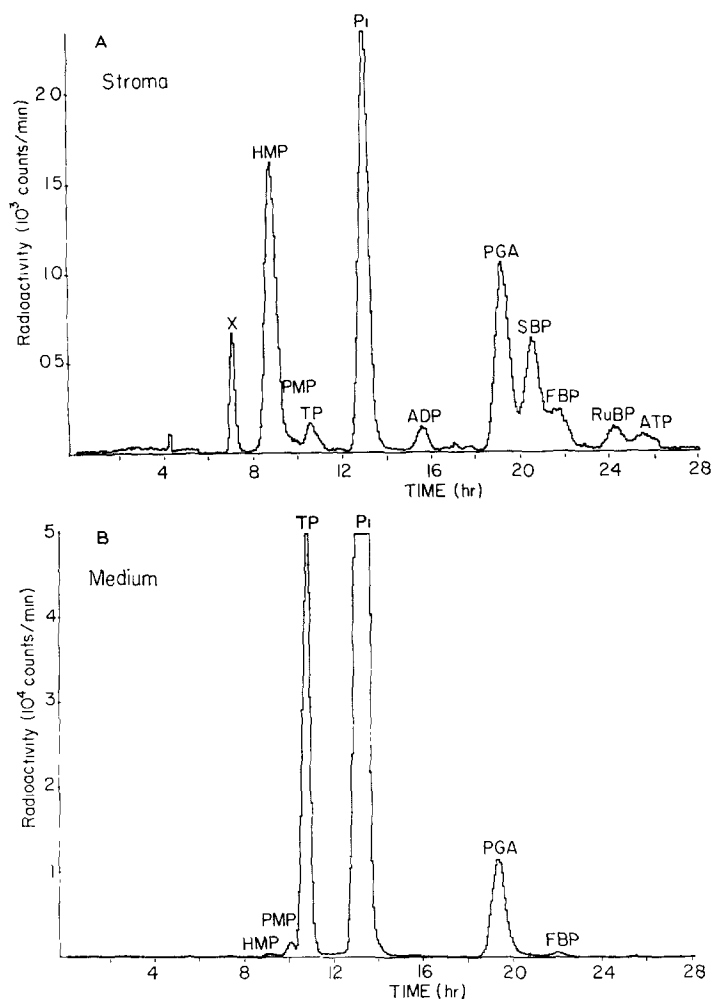 A
Stroma
Radioactivity (10³ counts/min)
20
15
10
05
X
HMP
PMP
TP
Pi
ADP
PGA
SBP
FBP
RuBP
ATP
4
8
12
16
20
24
28
TIME (hr)
B
Medium
Radioactivity (10⁴ counts/min)
5
4
3
2
1
HMP
PMP
TP
Pi
PGA
FBP
4
8
12
16
20
24
28
TIME (hr)